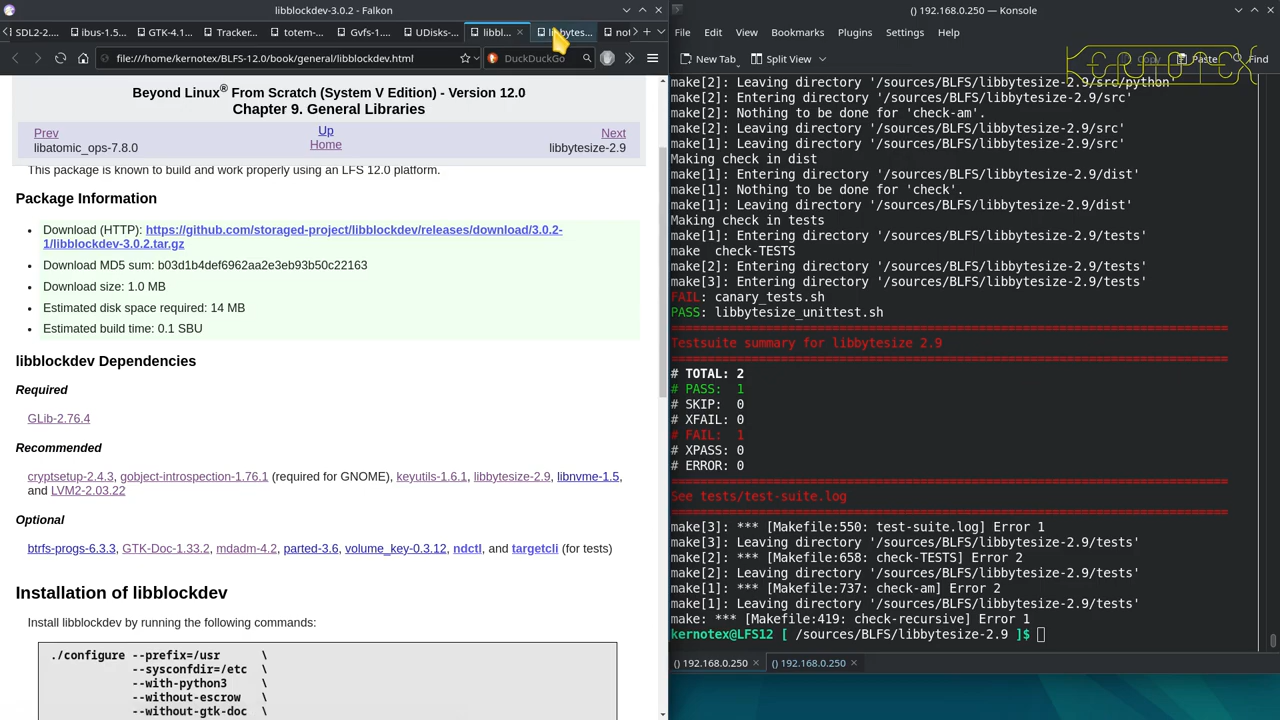 libblockdev-3.0.2 - Falkon
SDL2-2.... ibus-1.5... GTK-4.1... Tracker... totem-... Gvfs-1.... UDisks-... libbl... libbytes...
file:///home/kernotex/BLFS-12.0/book/general/libblockdev.html DuckDuckGo
Beyond Linux® From Scratch (System V Edition) - Version 12.0
Chapter 9. General Libraries
Prev Up Next
libatomic_ops-7.8.0 Home libbytesize-2.9
This package is known to build and work properly using an LFS 12.0 platform.
Package Information
• Download (HTTP): https://github.com/storaged-project/libblockdev/releases/download/3.0.2-
1/libblockdev-3.0.2.tar.gz
• Download MD5 sum: b03d1b4def6962aa2e3eb93b50c22163
• Download size: 1.0 MB
• Estimated disk space required: 14 MB
• Estimated build time: 0.1 SBU
libblockdev Dependencies
Required
GLib-2.76.4
Recommended
cryptsetup-2.4.3, gobject-introspection-1.76.1 (required for GNOME), keyutils-1.6.1, libbytesize-2.9, libnvme-1.5,
and LVM2-2.03.22
Optional
btrfs-progs-6.3.3, GTK-Doc-1.33.2, mdadm-4.2, parted-3.6, volume_key-0.3.12, ndctl, and targetcli (for tests)
Installation of libblockdev
Install libblockdev by running the following commands:
./configure --prefix=/usr \
--sysconfdir=/etc \
--with-python3 \
--without-escrow \
--without-gtk-doc \
() 192.168.0.250 — Konsole
File Edit View Bookmarks Plugins Settings Help
New Tab Split View Copy Paste Find
KERNOTEX
make[2]: Leaving directory '/sources/BLFS/libbytesize-2.9/src/python'
make[2]: Entering directory '/sources/BLFS/libbytesize-2.9/src'
make[2]: Nothing to be done for 'check-am'.
make[2]: Leaving directory '/sources/BLFS/libbytesize-2.9/src'
make[1]: Leaving directory '/sources/BLFS/libbytesize-2.9/src'
Making check in dist
make[1]: Entering directory '/sources/BLFS/libbytesize-2.9/dist'
make[1]: Nothing to be done for 'check'.
make[1]: Leaving directory '/sources/BLFS/libbytesize-2.9/dist'
Making check in tests
make[1]: Entering directory '/sources/BLFS/libbytesize-2.9/tests'
make  check-TESTS
make[2]: Entering directory '/sources/BLFS/libbytesize-2.9/tests'
make[3]: Entering directory '/sources/BLFS/libbytesize-2.9/tests'
FAIL: canary_tests.sh
PASS: libbytesize_unittest.sh
============================================================================
Testsuite summary for libbytesize 2.9
============================================================================
# TOTAL: 2
# PASS:  1
# SKIP:  0
# XFAIL: 0
# FAIL:  1
# XPASS: 0
# ERROR: 0
============================================================================
See tests/test-suite.log
============================================================================
make[3]: *** [Makefile:550: test-suite.log] Error 1
make[3]: Leaving directory '/sources/BLFS/libbytesize-2.9/tests'
make[2]: *** [Makefile:658: check-TESTS] Error 2
make[2]: Leaving directory '/sources/BLFS/libbytesize-2.9/tests'
make[1]: *** [Makefile:737: check-am] Error 2
make[1]: Leaving directory '/sources/BLFS/libbytesize-2.9/tests'
make: *** [Makefile:419: check-recursive] Error 1
kernotex@LFS12 [ /sources/BLFS/libbytesize-2.9 ]$
() 192.168.0.250 () 192.168.0.250